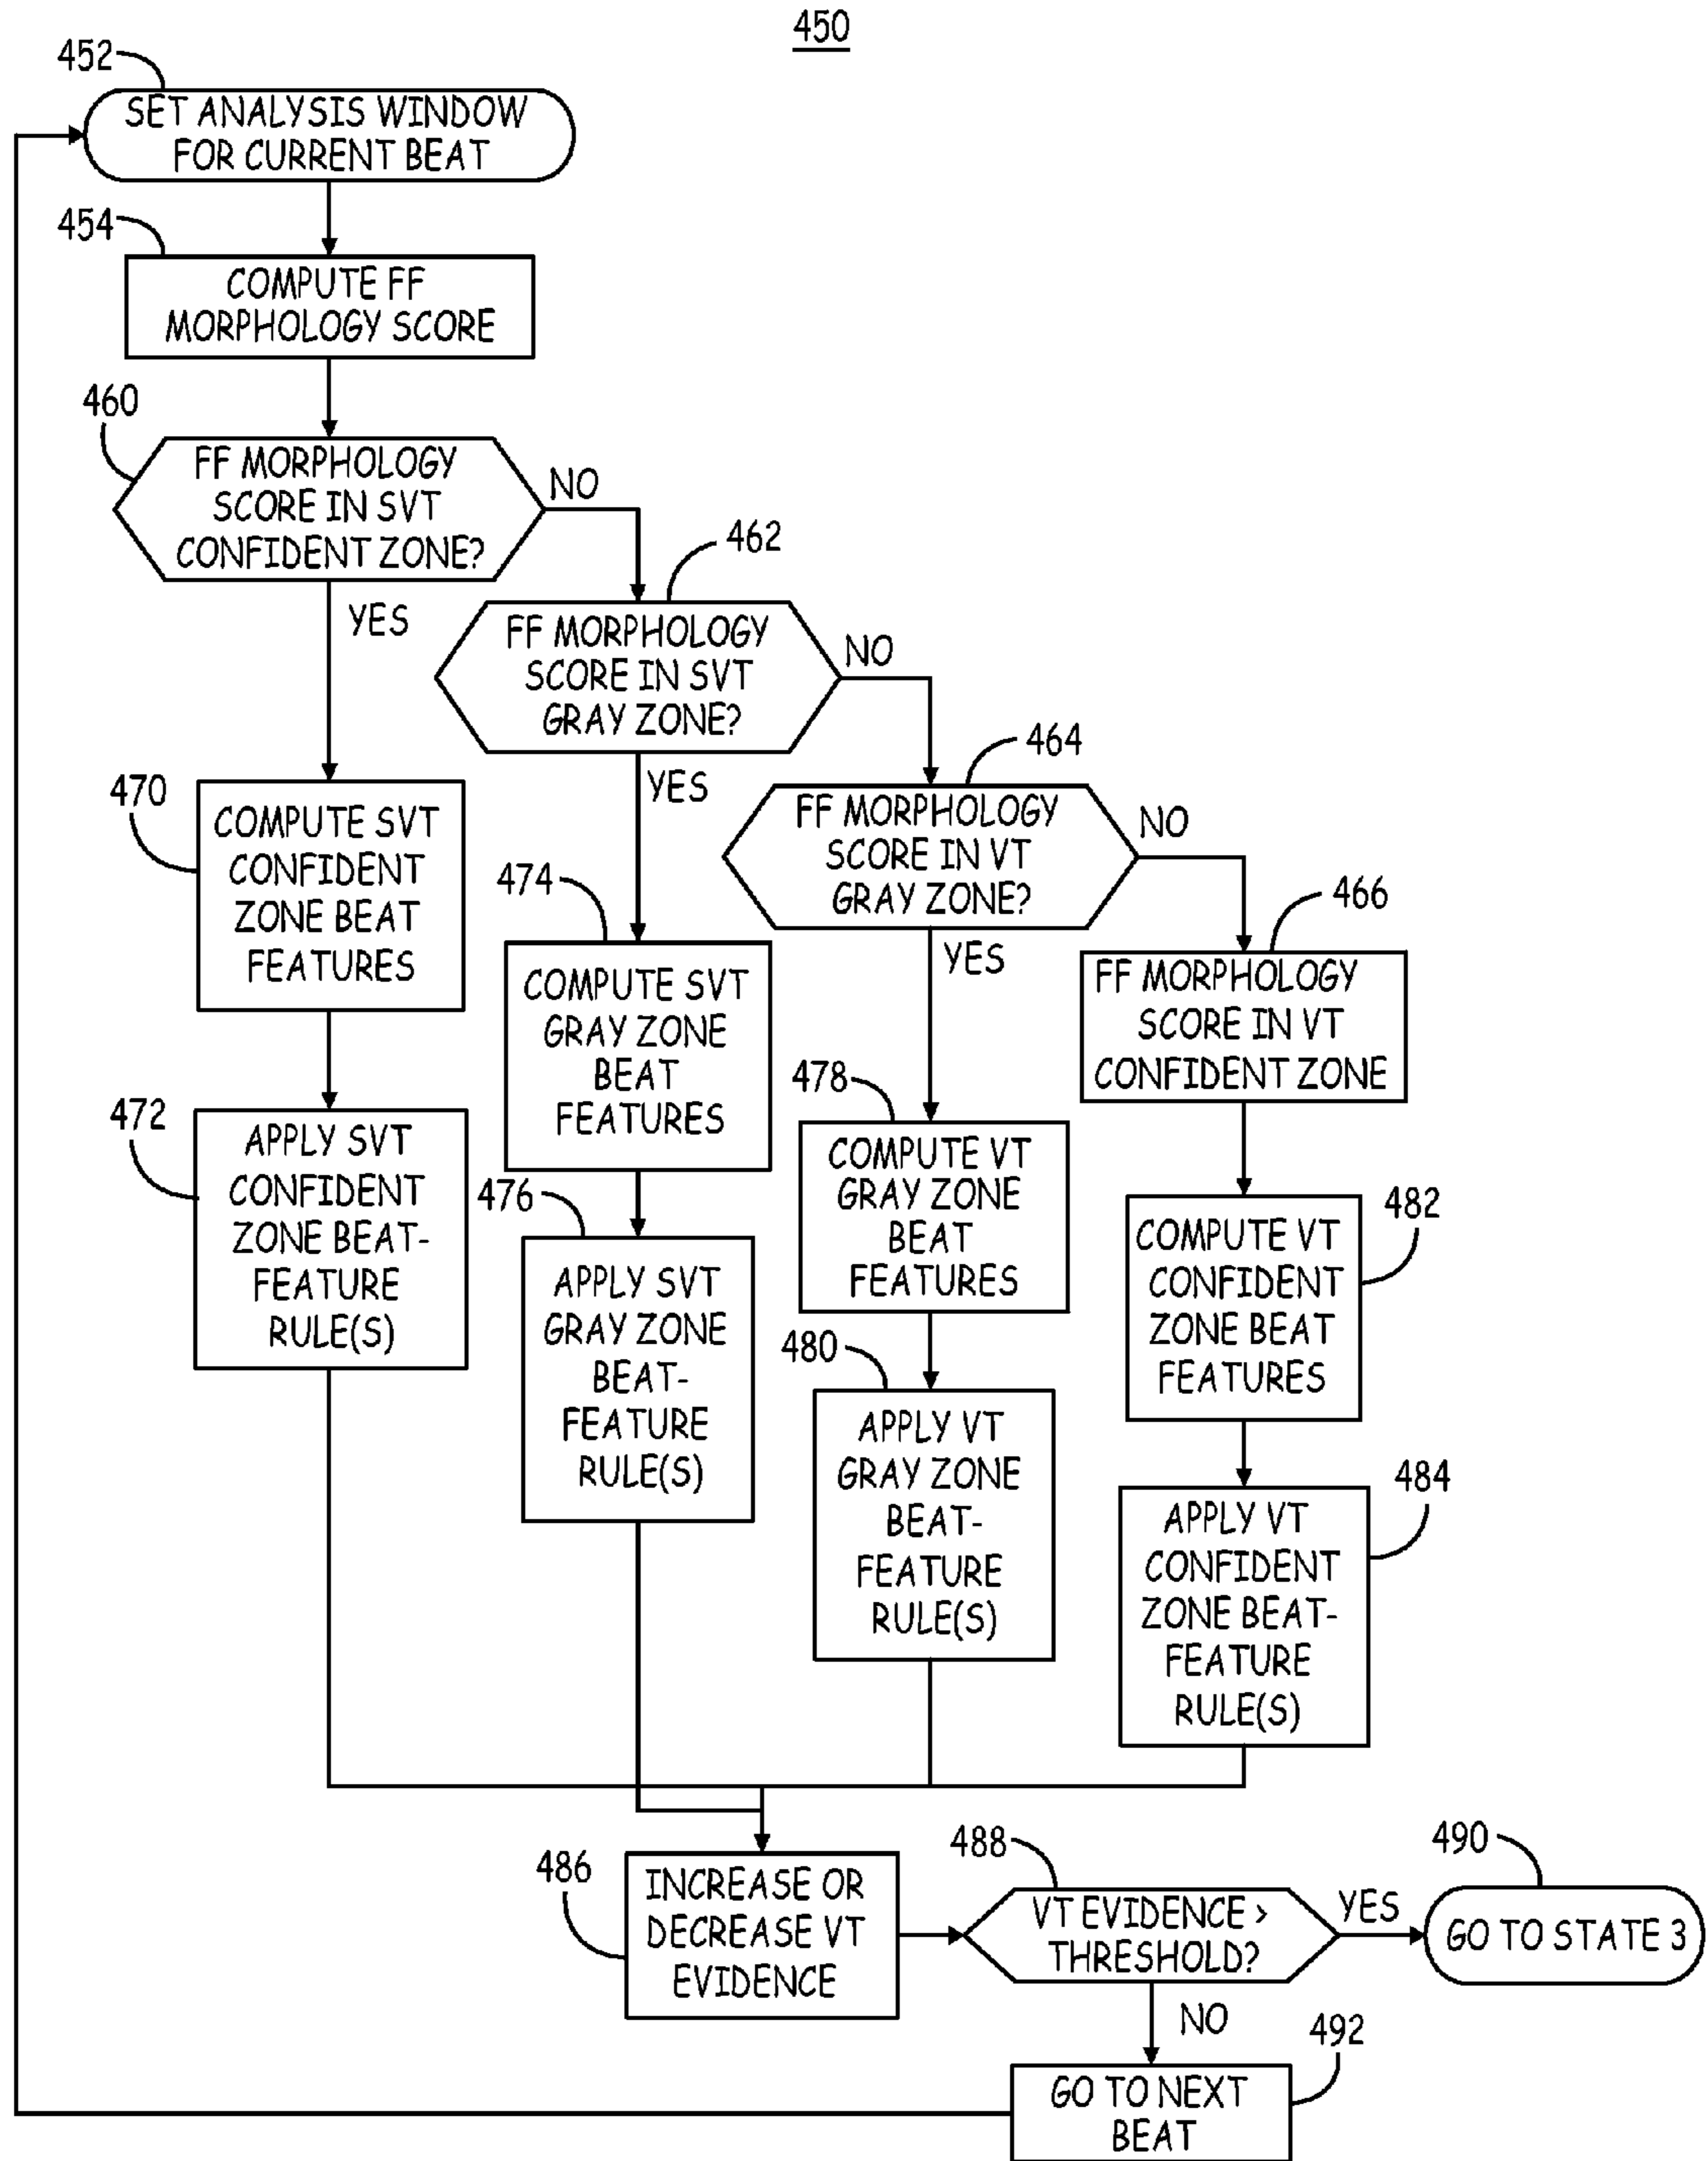 450
452
SET ANALYSIS WINDOW
FOR CURRENT BEAT
454
COMPUTE FF
MORPHOLOGY SCORE
460
FF MORPHOLOGY
SCORE IN SVT
CONFIDENT ZONE?
NO
YES
462
FF MORPHOLOGY
SCORE IN SVT
GRAY ZONE?
NO
YES
464
FF MORPHOLOGY
SCORE IN VT
GRAY ZONE?
NO
YES
466
FF MORPHOLOGY
SCORE IN VT
CONFIDENT ZONE
470
COMPUTE SVT
CONFIDENT
ZONE BEAT
FEATURES
472
APPLY SVT
CONFIDENT
ZONE BEAT-
FEATURE
RULE(S)
474
COMPUTE SVT
GRAY ZONE
BEAT
FEATURES
476
APPLY SVT
GRAY ZONE
BEAT-
FEATURE
RULE(S)
478
COMPUTE VT
GRAY ZONE
BEAT
FEATURES
480
APPLY VT
GRAY ZONE
BEAT-
FEATURE
RULE(S)
482
COMPUTE VT
CONFIDENT
ZONE BEAT
FEATURES
484
APPLY VT
CONFIDENT
ZONE BEAT-
FEATURE
RULE(S)
486
INCREASE OR
DECREASE VT
EVIDENCE
488
VT EVIDENCE >
THRESHOLD?
YES
NO
490
GO TO STATE 3
492
GO TO NEXT
BEAT